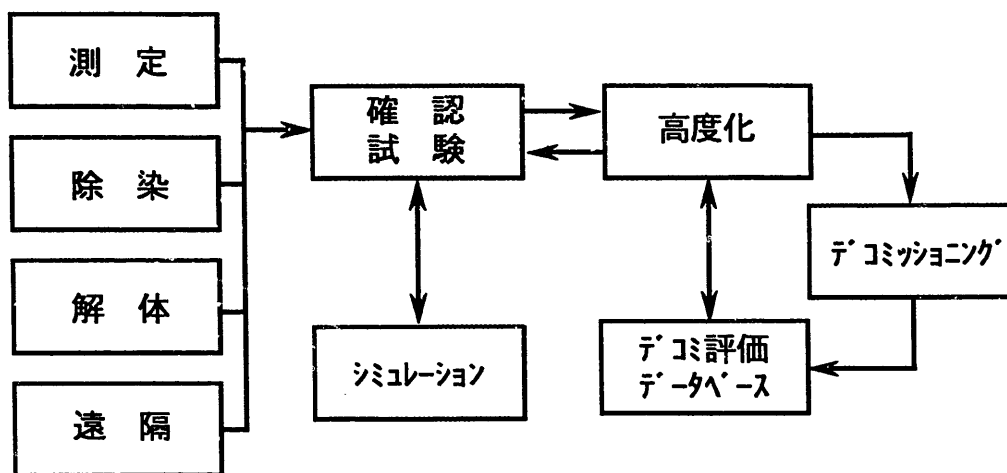 測 定
除 染
解 体
遠 隔
確 認
試 験
高度化
デコミッショニング
シミュレーション
デコミ評価
データベース